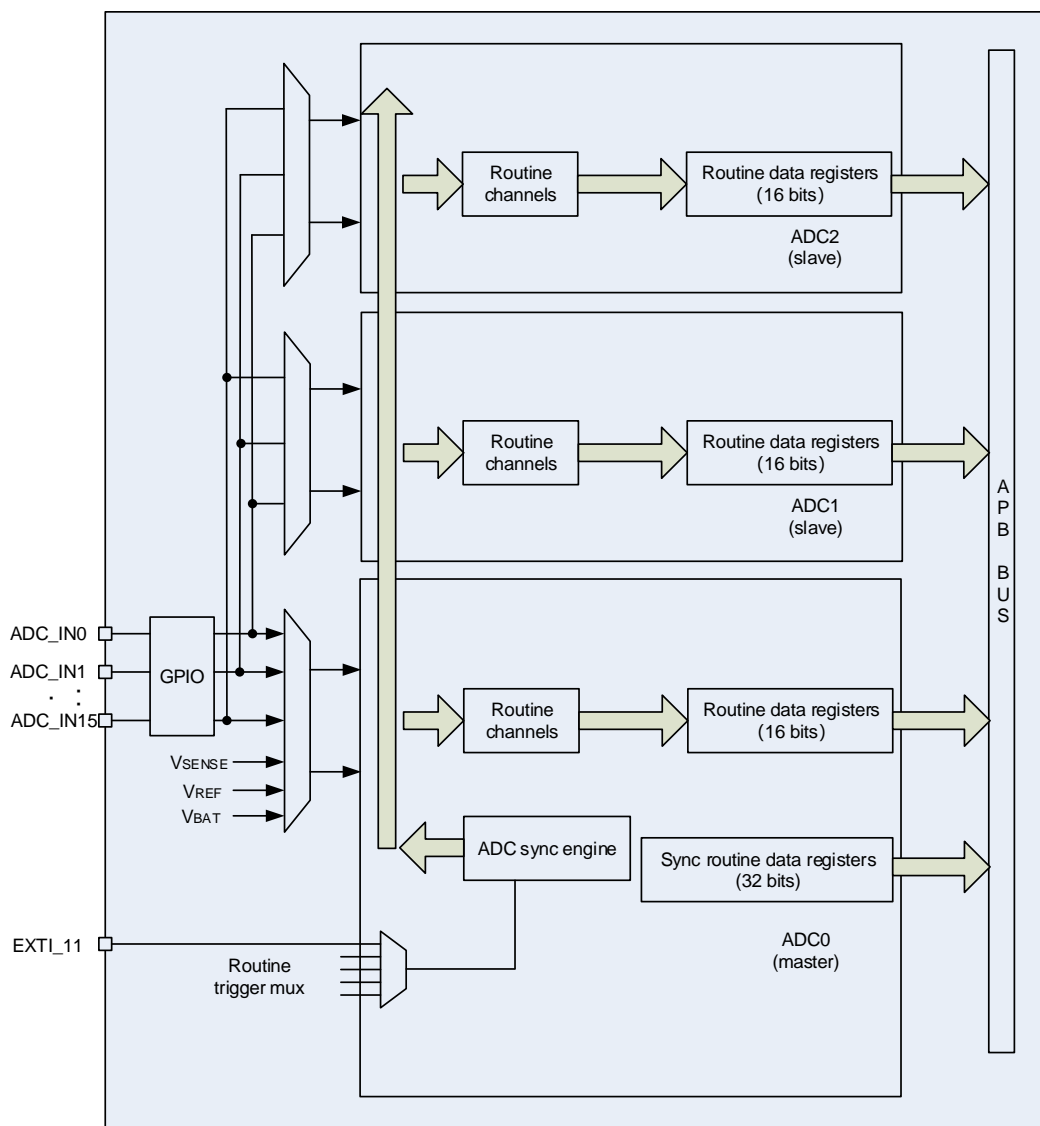 Routine
channels
Routine data registers
(16 bits)
ADC2
(slave)
Routine
channels
Routine data registers
(16 bits)
ADC1
(slave)
A
P
B
B
U
S
ADC_IN0
ADC_IN1
. . .
ADC_IN15
GPIO
VSENSE
VREF
VBAT
Routine
channels
Routine data registers
(16 bits)
ADC sync engine
Sync routine data registers
(32 bits)
EXTI_11
Routine
trigger mux
ADC0
(master)